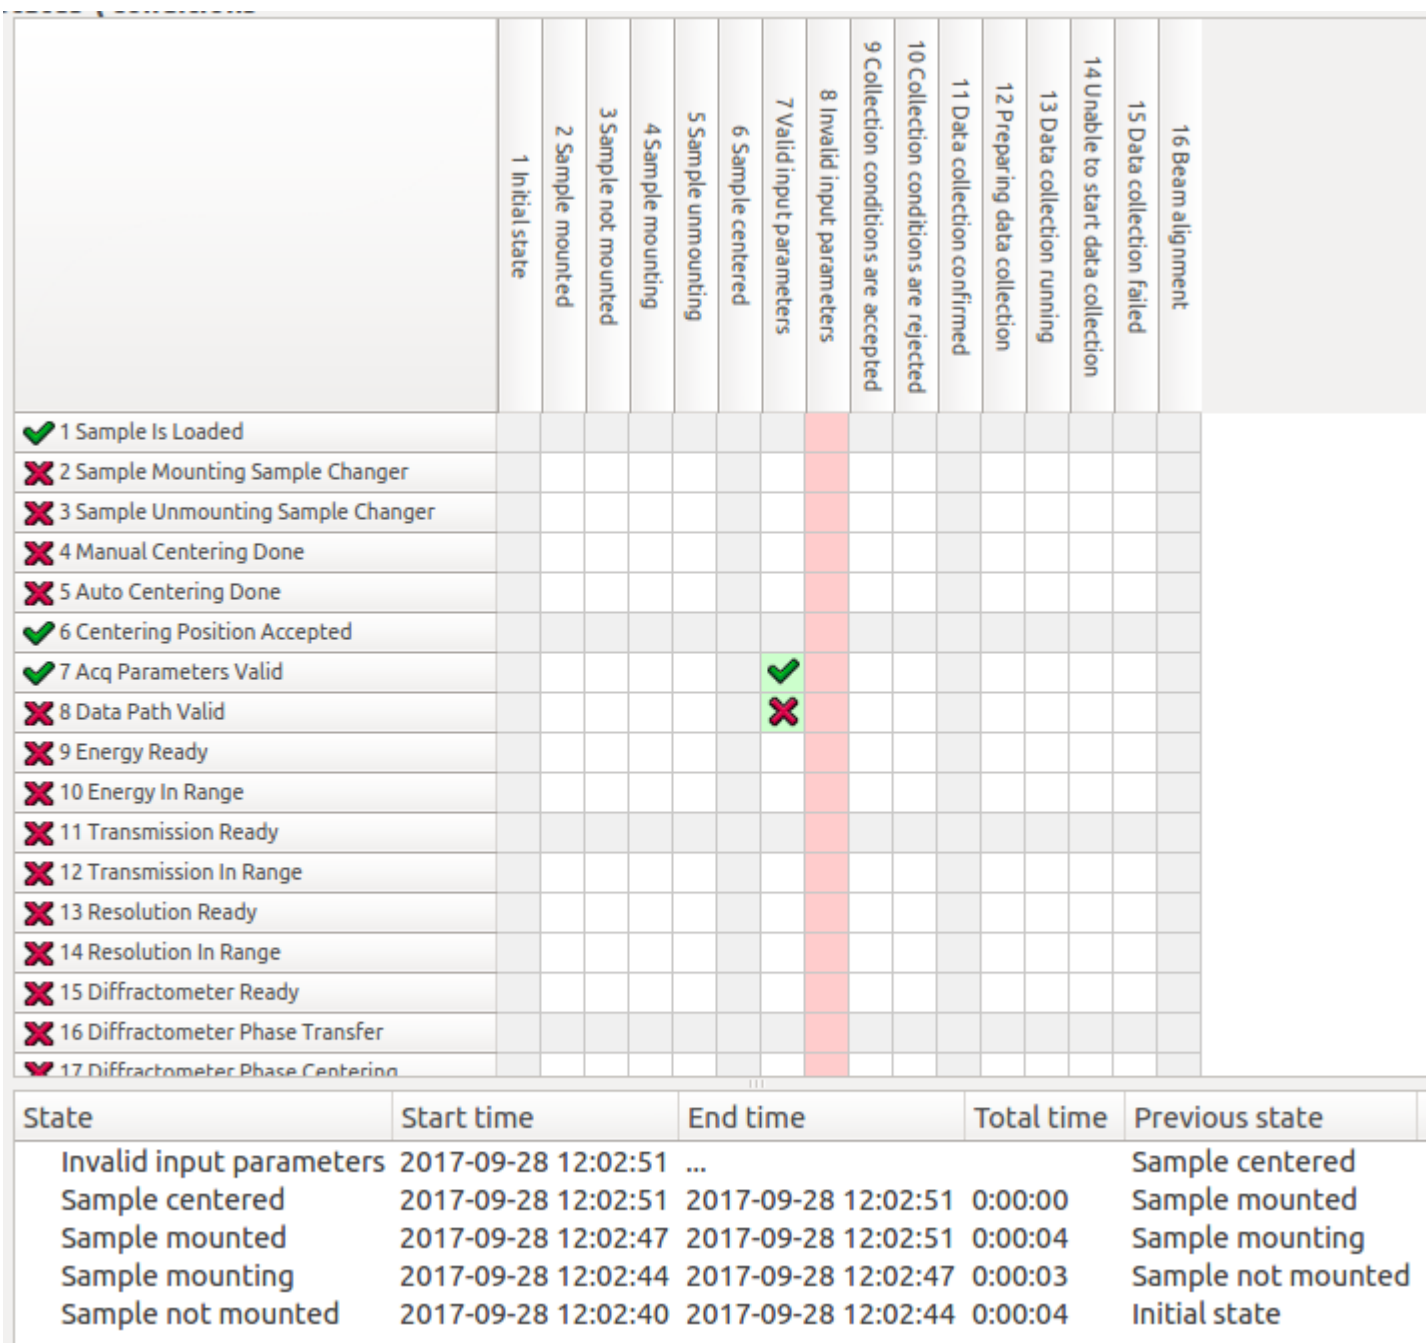 1 Initial state
2 Sample mounted
3 Sample not mounted
4 Sample mounting
5 Sample unmounting
6 Sample centered
7 Valid input parameters
8 Invalid input parameters
9 Collection conditions are accepted
10 Collection conditions are rejected
11 Data collection confirmed
12 Preparing data collection
13 Data collection running
14 Unable to start data collection
15 Data collection failed
16 Beam alignment
1 Sample Is Loaded
2 Sample Mounting Sample Changer
3 Sample Unmounting Sample Changer
4 Manual Centering Done
5 Auto Centering Done
6 Centering Position Accepted
7 Acq Parameters Valid
8 Data Path Valid
9 Energy Ready
10 Energy In Range
11 Transmission Ready
12 Transmission In Range
13 Resolution Ready
14 Resolution In Range
15 Diffractometer Ready
16 Diffractometer Phase Transfer
17 Diffractometer Phase Centering
State Start time End time Total time Previous state
Invalid input parameters 2017-09-28 12:02:51 ... Sample centered
Sample centered 2017-09-28 12:02:51 2017-09-28 12:02:51 0:00:00 Sample mounted
Sample mounted 2017-09-28 12:02:47 2017-09-28 12:02:51 0:00:04 Sample mounting
Sample mounting 2017-09-28 12:02:44 2017-09-28 12:02:47 0:00:03 Sample not mounted
Sample not mounted 2017-09-28 12:02:40 2017-09-28 12:02:44 0:00:04 Initial state